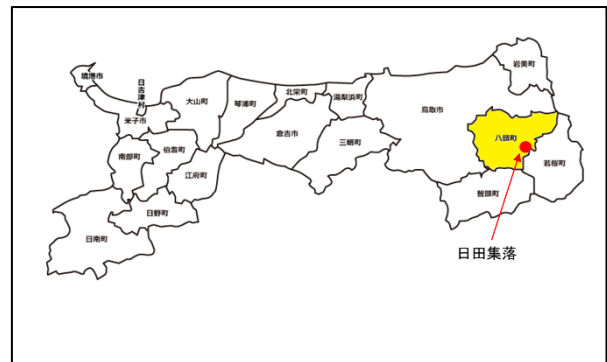 岩美町
境港市
日吉津村
大山町
琴浦町
北栄町
湯梨浜町
鳥取市
米子市
八頭町
倉吉市
三朝町
若桜町
南部町
伯耆町
江府町
智頭町
日野町
日南町
日田集落